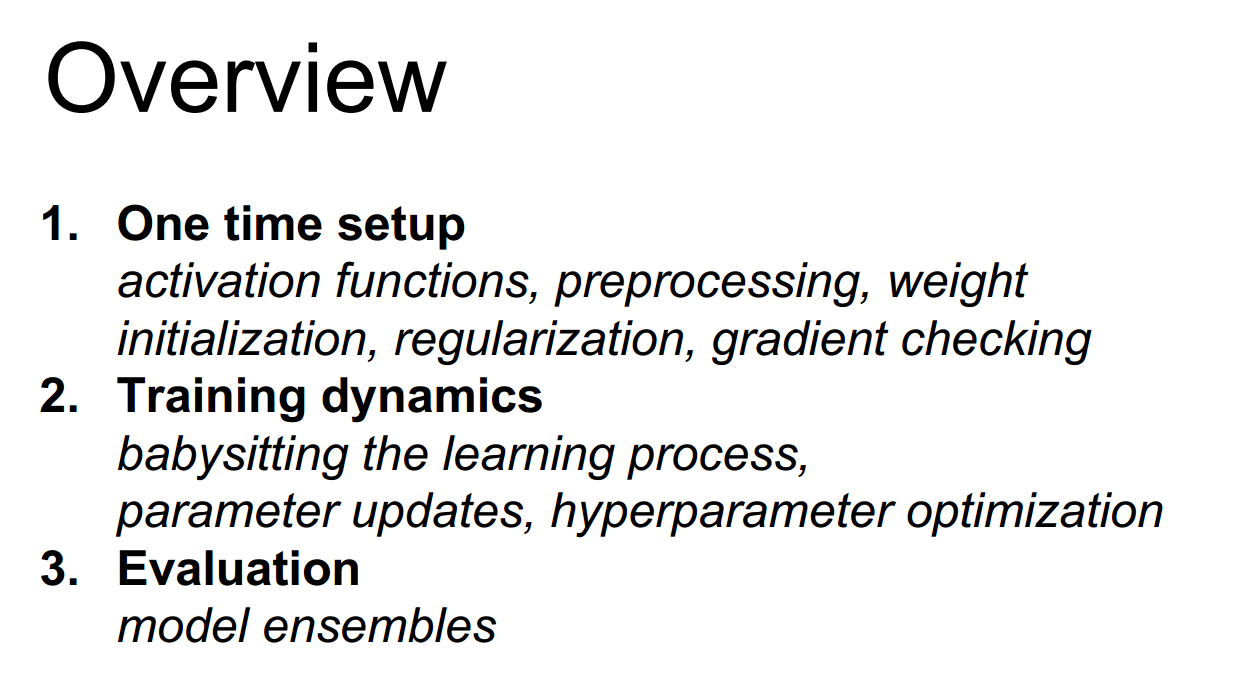 Overview
1. One time setup
activation functions, preprocessing, weight
initialization, regularization, gradient checking
2. Training dynamics
babysitting the learning process,
parameter updates, hyperparameter optimization
3. Evaluation
model ensembles